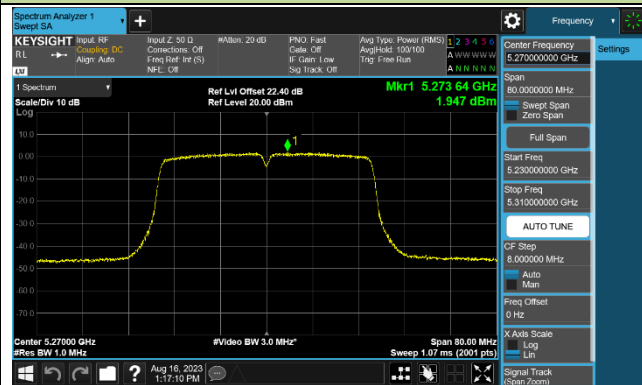 Spectrum Analyzer 1
Swept SA
+
Frequency
KEYSIGHT
Input: RF
Coupling: DC
Align: Auto
RL
LXI
Input Z: 50 Ω
Corrections: Off
Freq Ref: Int (S)
NFE: Off
#Atten: 20 dB
PNO: Fast
Gate: Off
IF Gain: Low
Sig Track: Off
Avg Type: Power (RMS)
Avg|Hold: 100/100
Trig: Free Run
1 2 3 4 5 6
A W W W W W
A N N N N N
1 Spectrum
Scale/Div 10 dB
Log
Ref Lvl Offset 22.40 dB
Ref Level 20.00 dBm
Mkr1 5.273 64 GHz
1.947 dBm
1
10.0
0.00
-10.0
-20.0
-30.0
-40.0
-50.0
-60.0
-70.0
Center 5.27000 GHz
#Res BW 1.0 MHz
#Video BW 3.0 MHz*
Span 80.00 MHz
Sweep 1.07 ms (2001 pts)
Center Frequency
5.270000000 GHz
Settings
Span
80.0000000 MHz
Swept Span
Zero Span
Full Span
Start Freq
5.230000000 GHz
Stop Freq
5.310000000 GHz
AUTO TUNE
CF Step
8.000000 MHz
Auto
Man
Freq Offset
0 Hz
X Axis Scale
Log
Lin
Signal Track
(Span Zoom)
?
Aug 16, 2023
1:17:10 PM